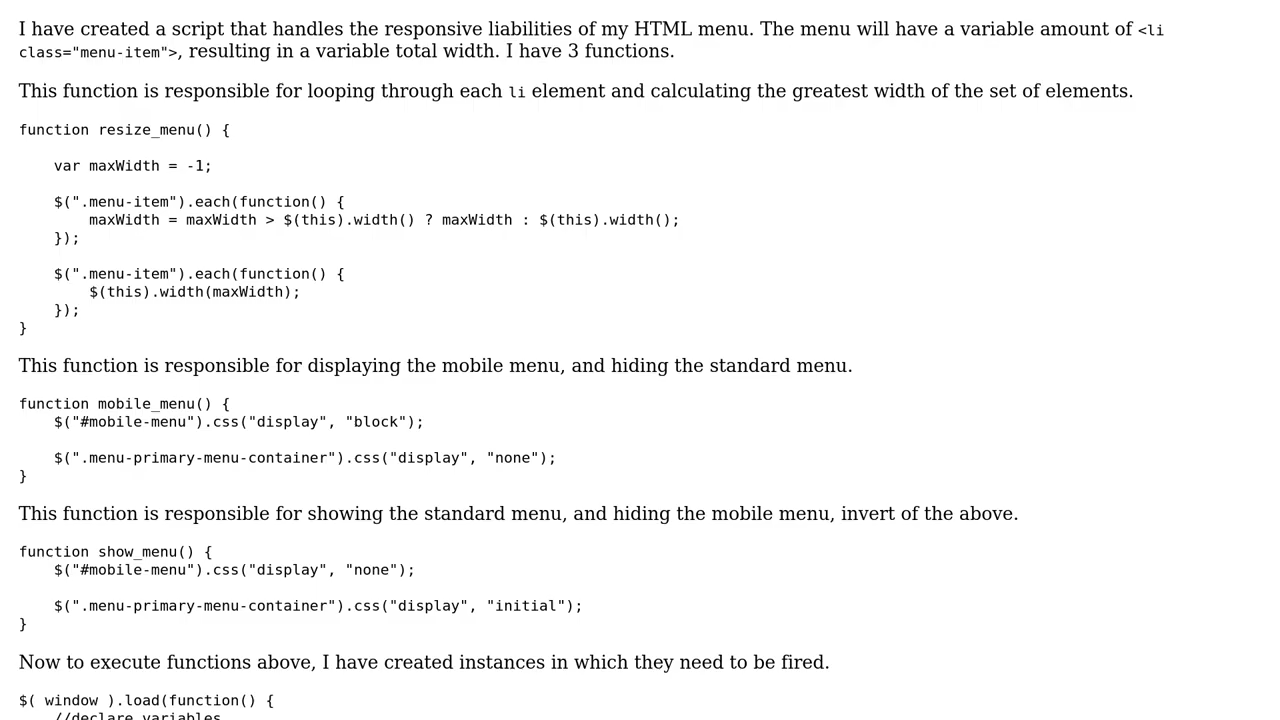 I have created a script that handles the responsive liabilities of my HTML menu. The menu will have a variable amount of <li
class="menu-item">, resulting in a variable total width. I have 3 functions.
This function is responsible for looping through each li element and calculating the greatest width of the set of elements.
function resize_menu() {
    var maxWidth = -1;
    $(".menu-item").each(function() {
        maxWidth = maxWidth > $(this).width() ? maxWidth : $(this).width();
    });
    $(".menu-item").each(function() {
        $(this).width(maxWidth);
    });
}
This function is responsible for displaying the mobile menu, and hiding the standard menu.
function mobile_menu() {
    $("#mobile-menu").css("display", "block");
    $(".menu-primary-menu-container").css("display", "none");
}
This function is responsible for showing the standard menu, and hiding the mobile menu, invert of the above.
function show_menu() {
    $("#mobile-menu").css("display", "none");
    $(".menu-primary-menu-container").css("display", "initial");
}
Now to execute functions above, I have created instances in which they need to be fired.
$( window ).load(function() {
    //declare variables